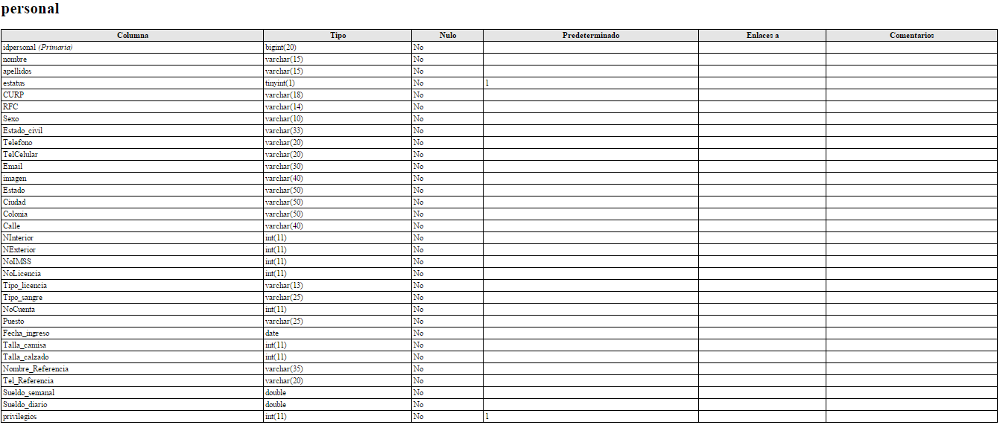 personal
Columna Tipo Nulo Predeterminado Enlaces a Comentarios
idpersonal (Primaria) bigint(20) No
nombre varchar(15) No
apellidos varchar(15) No
estatus tinyint(1) No 1
CURP varchar(18) No
RFC varchar(14) No
Sexo varchar(10) No
Estado_civil varchar(33) No
Telefono varchar(20) No
TelCelular varchar(20) No
Email varchar(30) No
imagen varchar(40) No
Estado varchar(50) No
Ciudad varchar(50) No
Colonia varchar(50) No
Calle varchar(40) No
NInterior int(11) No
NExterior int(11) No
NoIMSS int(11) No
NoLicencia int(11) No
Tipo_licencia varchar(13) No
Tipo_sangre varchar(25) No
NoCuenta int(11) No
Puesto varchar(25) No
Fecha_ingreso date No
Talla_camisa int(11) No
Talla_calzado int(11) No
Nombre_Referencia varchar(35) No
Tel_Referencia varchar(20) No
Sueldo_semanal double No
Sueldo_diario double No
privilegios int(11) No 1